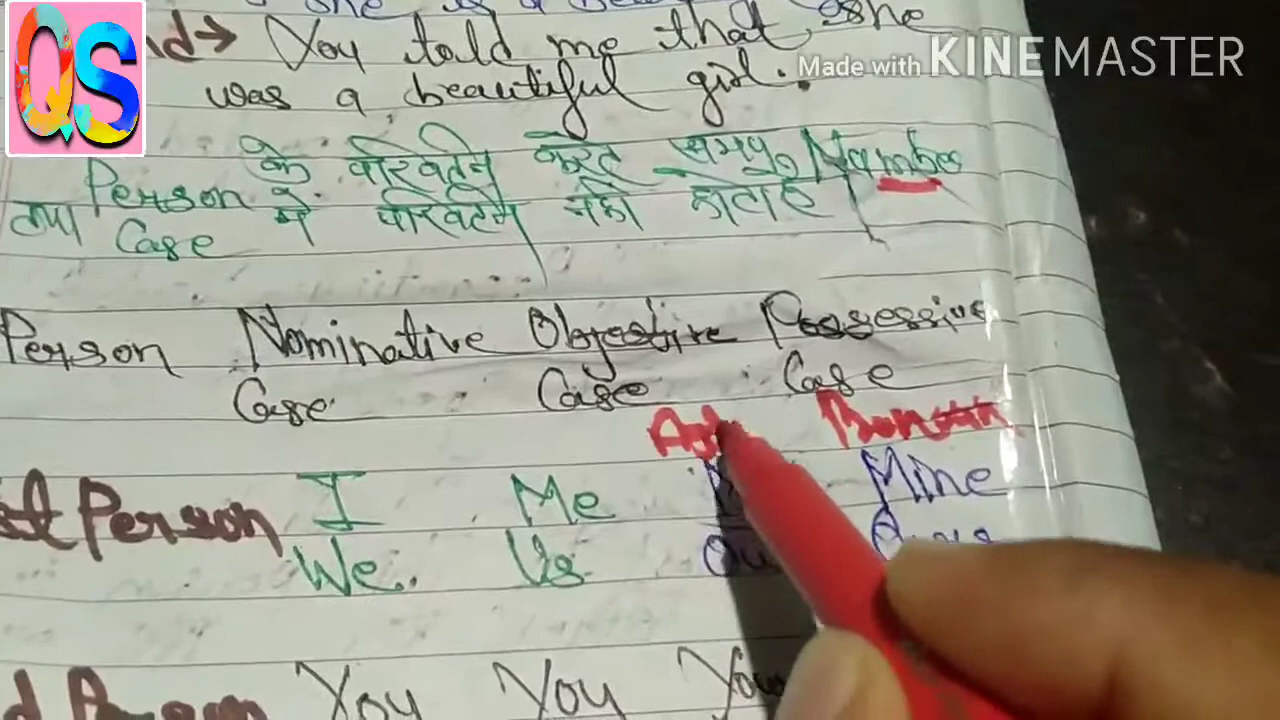 QS
Made with KINEMASTER
You told me that she
was a beautiful girl.
Person के परिवर्तन करते समय Number
तथा Case में परिवर्तन नहीं होता है।
Person Nominative Objective Possessive
Case Case Case
Person I Me Mine
We. Us
Person You You